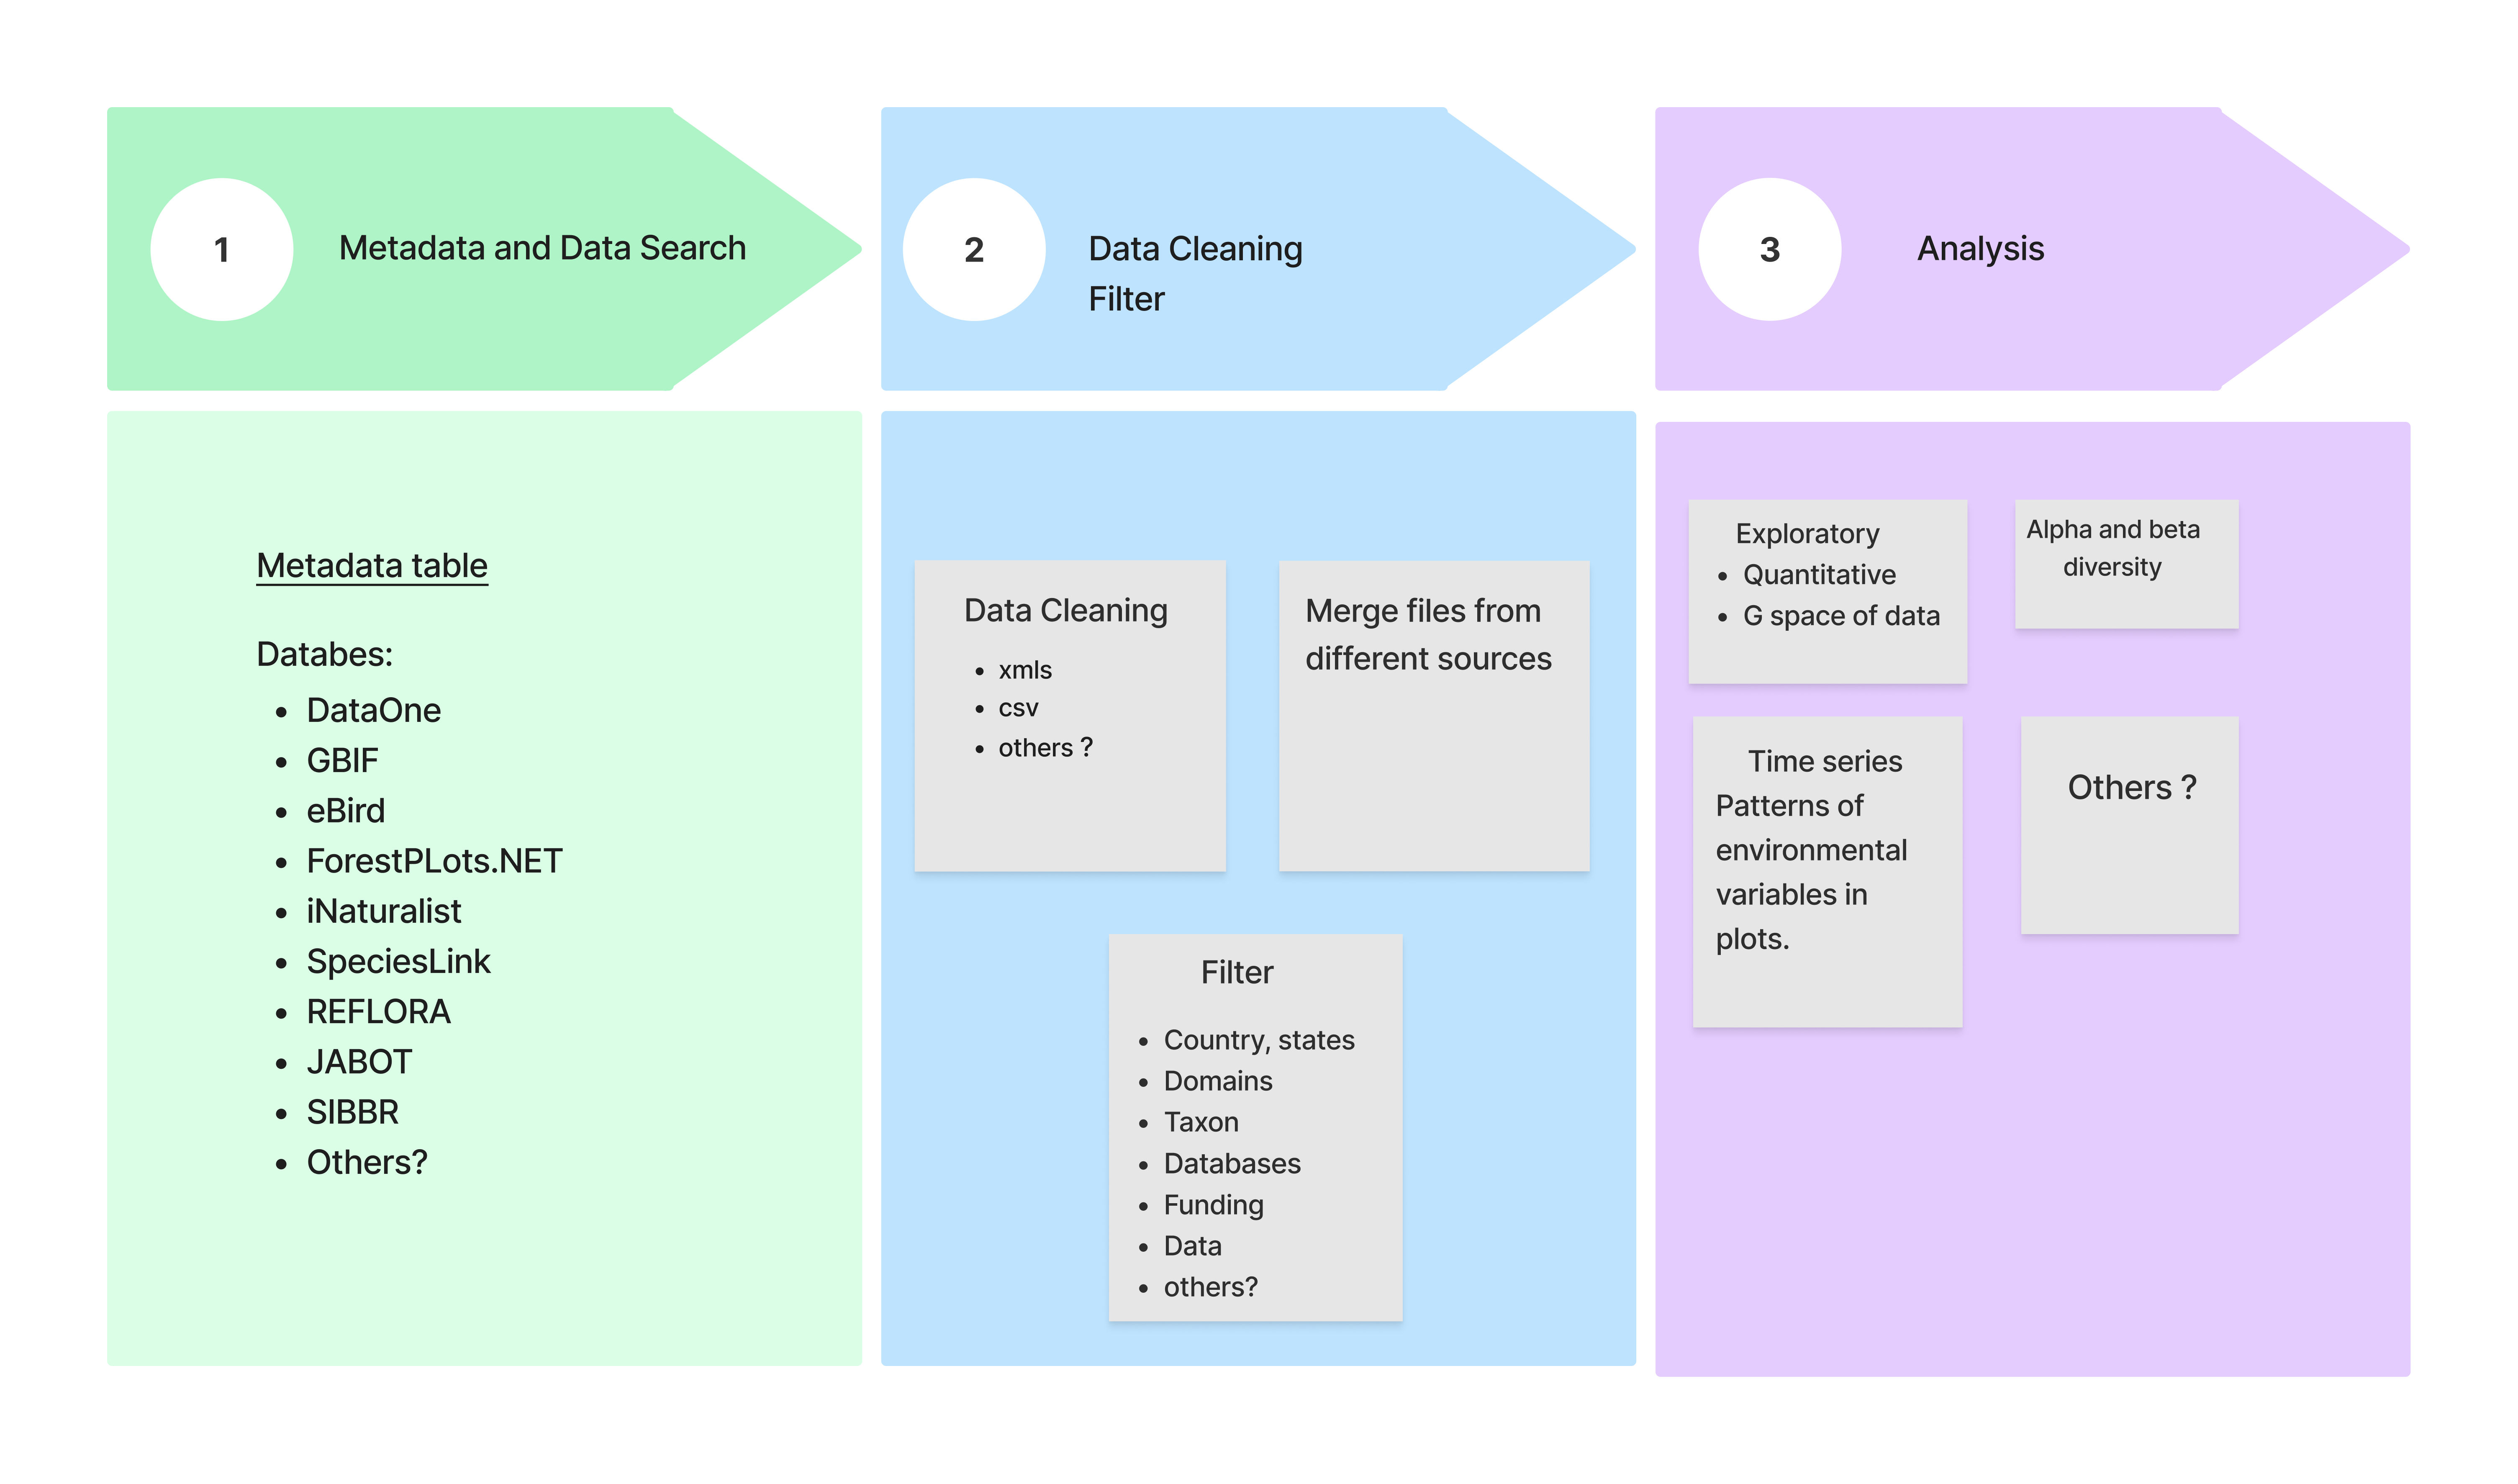 1
Metadata and Data Search
Metadata table
Databes:
DataOne
GBIF
eBird
ForestPLots.NET
iNaturalist
SpeciesLink
REFLORA
JABOT
SIBBR
Others?
2
Data Cleaning
Filter
Data Cleaning
xmls
csv
others ?
Merge files from
different sources
Filter
Country, states
Domains
Taxon
Databases
Funding
Data
others?
3
Analysis
Exploratory
Quantitative
G space of data
Alpha and beta
diversity
Time series
Patterns of
environmental
variables in
plots.
Others ?